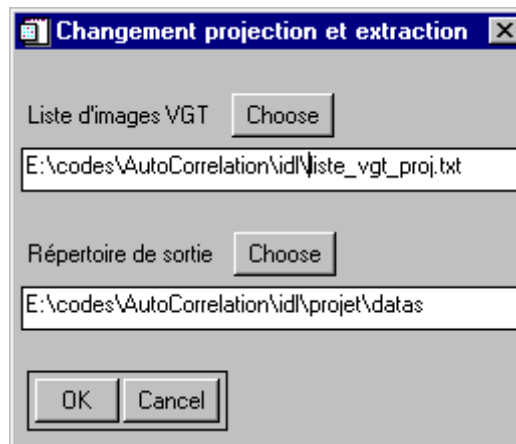 Changement projection et extraction
Liste d'images VGT Choose
E:\codes\AutoCorrelation\idl\liste_vgt_proj.txt
Répertoire de sortie Choose
E:\codes\AutoCorrelation\idl\projet\datas
OK Cancel